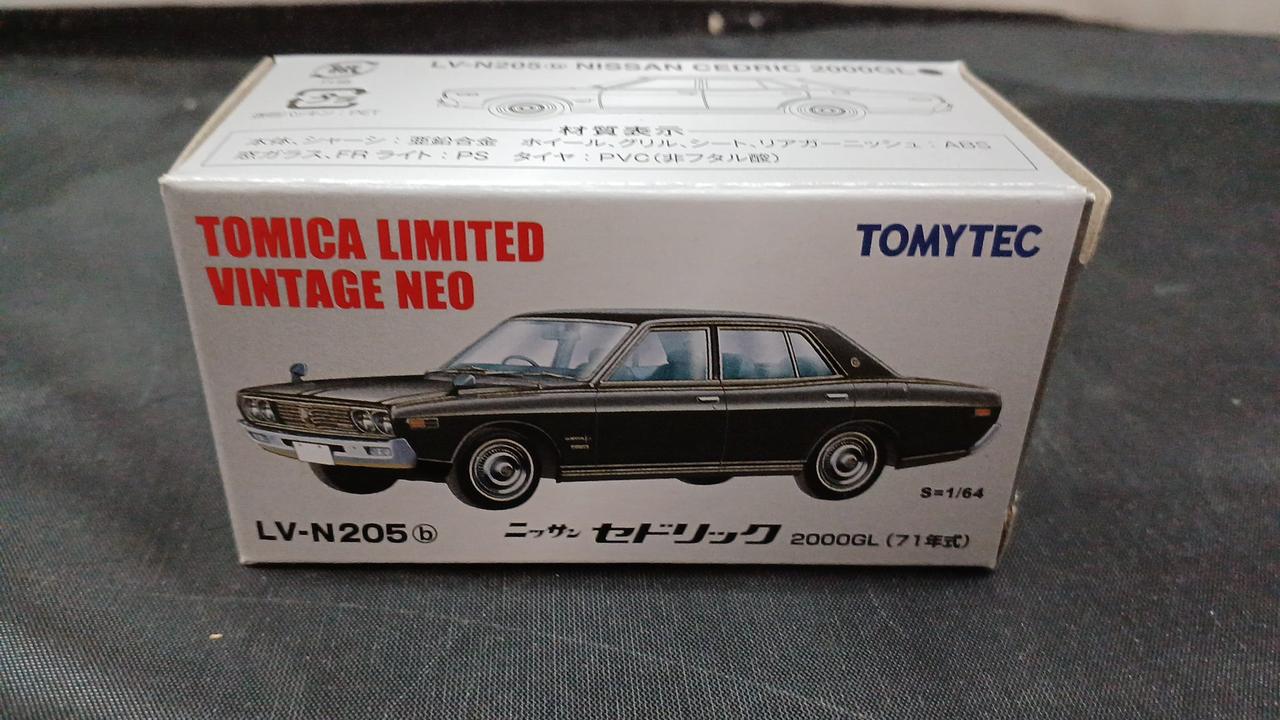 LV-N205 ⓑ NISSAN CEDRIC 2000GL
材質表示
本体、シャーシ：亜鉛合金 ホイール、グリル、シート、リアガーニッシュ：ABS
窓ガラス、FRライト：PS タイヤ：PVC(非フタル酸)
TOMICA LIMITED
VINTAGE NEO
TOMYTEC
S=1/64
LV-N205 ⓑ ニッサン セドリック 2000GL (71年式)